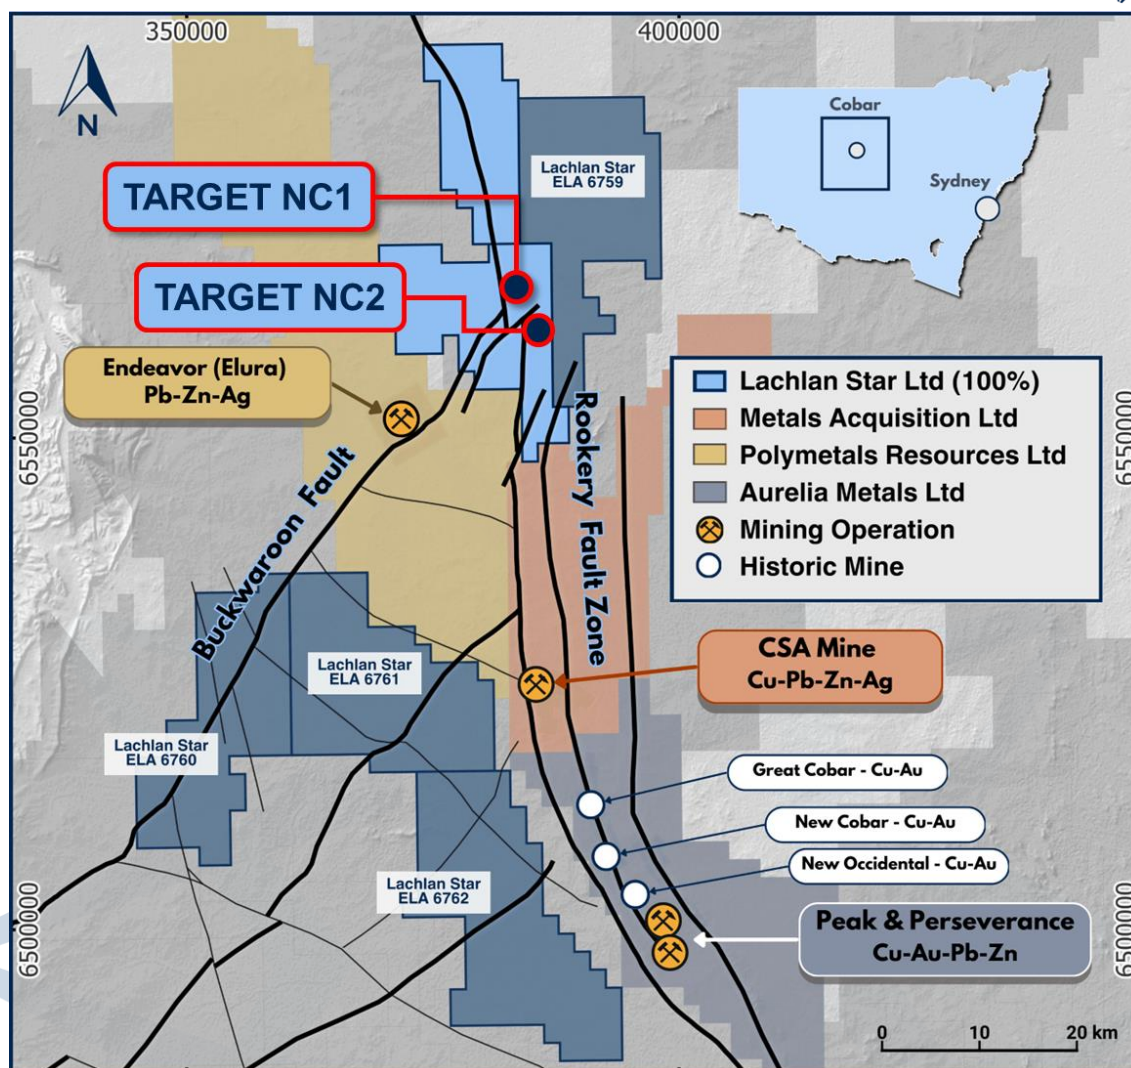 350000
400000
N
Cobar
Sydney
Lachlan Star
ELA 6759
TARGET NC1
TARGET NC2
Endeavor (Elura)
Pb-Zn-Ag
6550000
6550000
Lachlan Star Ltd (100%)
Metals Acquisition Ltd
Polymetals Resources Ltd
Aurelia Metals Ltd
Mining Operation
Historic Mine
Rookery Fault Zone
Buckwaroon Fault
Lachlan Star
ELA 6761
CSA Mine
Cu-Pb-Zn-Ag
Lachlan Star
ELA 6760
Great Cobar - Cu-Au
New Cobar - Cu-Au
New Occidental - Cu-Au
Lachlan Star
ELA 6762
Peak & Perseverance
Cu-Au-Pb-Zn
6500000
6500000
0 10 20 km